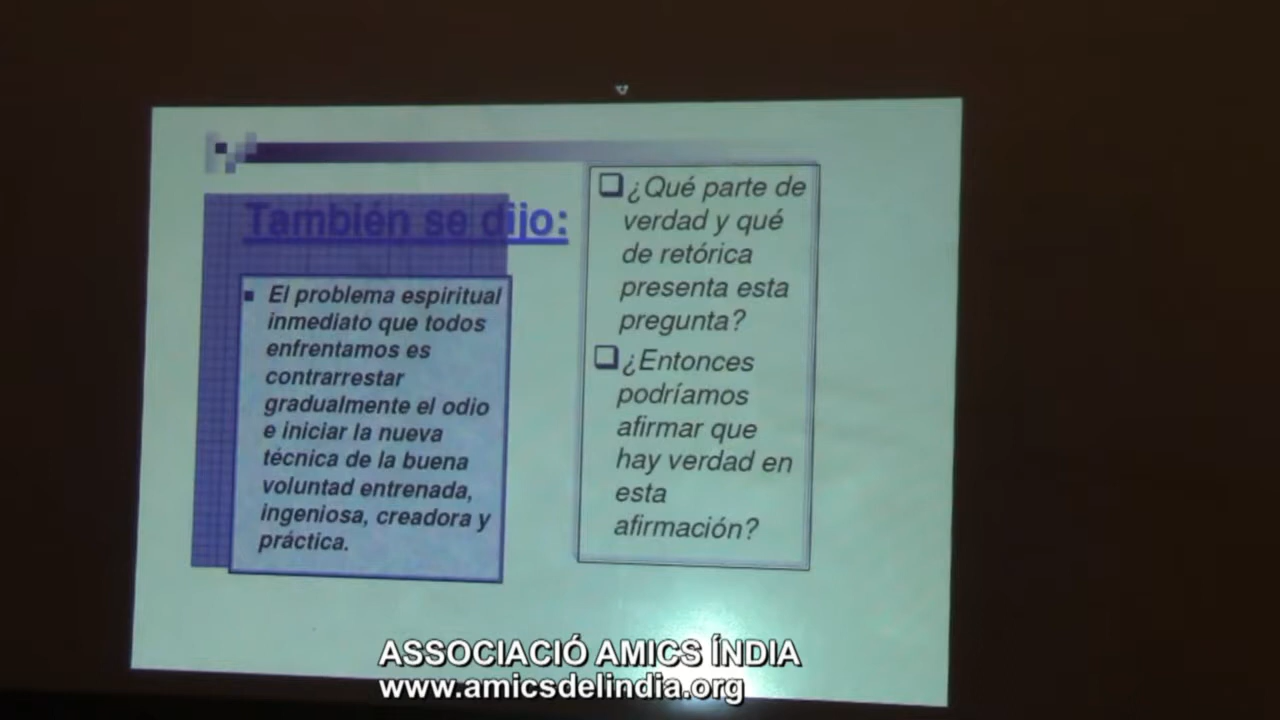 También se dijo:
El problema espiritual
inmediato que todos
enfrentamos es
contrarrestar
gradualmente el odio
e iniciar la nueva
técnica de la buena
voluntad entrenada,
ingeniosa, creadora y
práctica.
¿Qué parte de
verdad y qué
de retórica
presenta esta
pregunta?
¿Entonces
podríamos
afirmar que
hay verdad en
esta
afirmación?
ASSOCIACIÓ AMICS ÍNDIA
www.amicsdelindia.org